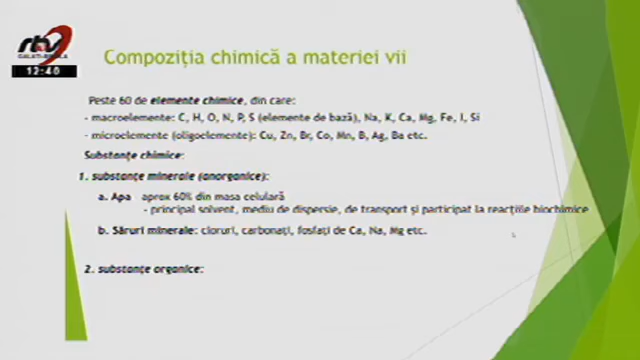 rtv
GALATI-BRAILA
12:40
Compoziția chimică a materiei vii
Peste 60 de elemente chimice, din care:
- macroelemente: C, H, O, N, P, S (elemente de bază), Na, K, Ca, Mg, Fe, I, Si
- microelemente (oligoelemente): Cu, Zn, Br, Co, Mn, B, Ag, Ba etc.
Substanțe chimice:
1. substanțe minerale (anorganice):
a. Apa aprox 60% din masa celulară
- principal solvent, mediu de dispersie, de transport și participat la reacțiile biochimice
b. Săruri minerale: cloruri, carbonați, fosfați de Ca, Na, Mg etc.
2. substanțe organice: